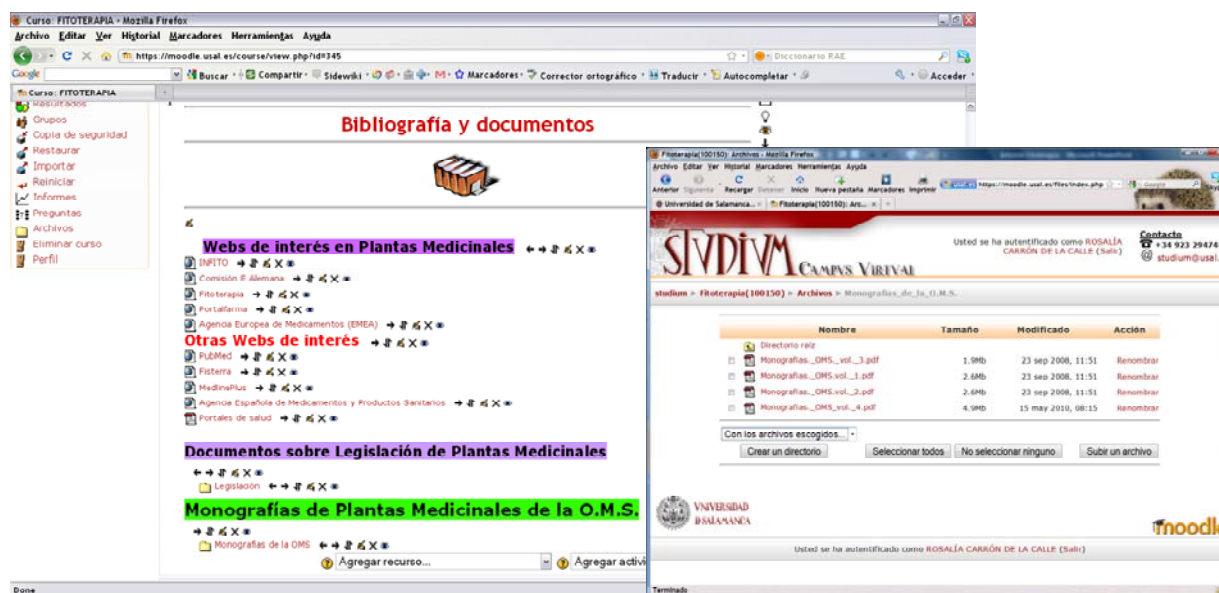 Curso: FITOTERAPIA - Mozilla Firefox
Archivo Editar Ver Historial Marcadores Herramientas Ayuda
https://moodle.usal.es/course/view.php?id=345
Diccionario RAE
Google
Buscar
Compartir
Sidewiki
Marcadores
Corrector ortográfico
Traducir
Autocompletar
Acceder
Curso: FITOTERAPIA
Resultados
Grupos
Copia de seguridad
Restaurar
Importar
Reiniciar
Informes
Preguntas
Archivos
Eliminar curso
Perfil
Bibliografía y documentos
Webs de interés en Plantas Medicinales
INFITO
Comisión E Alemana
Fitoterapia
Portalfarma
Agencia Europea de Medicamentos (EMEA)
Otras Webs de interés
PubMed
Fisterra
MedlinePlus
Agencia Española de Medicamentos y Productos Sanitarios
Portales de salud
Documentos sobre Legislación de Plantas Medicinales
Legislación
Monografías de Plantas Medicinales de la O.M.S.
Monografías de la OMS
Agregar recurso...
Agregar activi
Done
Fitoterapia(100150): Archivos - Mozilla Firefox
Archivo Editar Ver Historial Marcadores Herramientas Ayuda
Anterior Siguiente Recargar Detener Inicio Nueva pestaña Marcadores Imprimir
https://moodle.usal.es/files/index.php
Google
Universidad de Salamanca...
Fitoterapia(100150): Arc...
STVDIVM CAMPVS VIRTVAL
Usted se ha autentificado como ROSALÍA CARRÓN DE LA CALLE (Salir)
Contacto
+34 923 29474
studium@usal.
studium ► Fitoterapia(100150) ► Archivos ► Monografias_de_la_O.M.S.
Nombre Tamaño Modificado Acción
Directorio raíz
Monografias._OMS._vol._3.pdf 1.9Mb 23 sep 2008, 11:51 Renombrar
Monografias._OMS.vol._1.pdf 2.6Mb 23 sep 2008, 11:51 Renombrar
Monografias._OMS.vol._2.pdf 2.6Mb 23 sep 2008, 11:51 Renombrar
Monografias._OMS_vol._4.pdf 4.9Mb 15 may 2010, 08:15 Renombrar
Con los archivos escogidos...
Crear un directorio Seleccionar todos No seleccionar ninguno Subir un archivo
VNIVERSIDAD
D SALAMANCA
moodle
Usted se ha autentificado como ROSALÍA CARRÓN DE LA CALLE (Salir)
Terminado